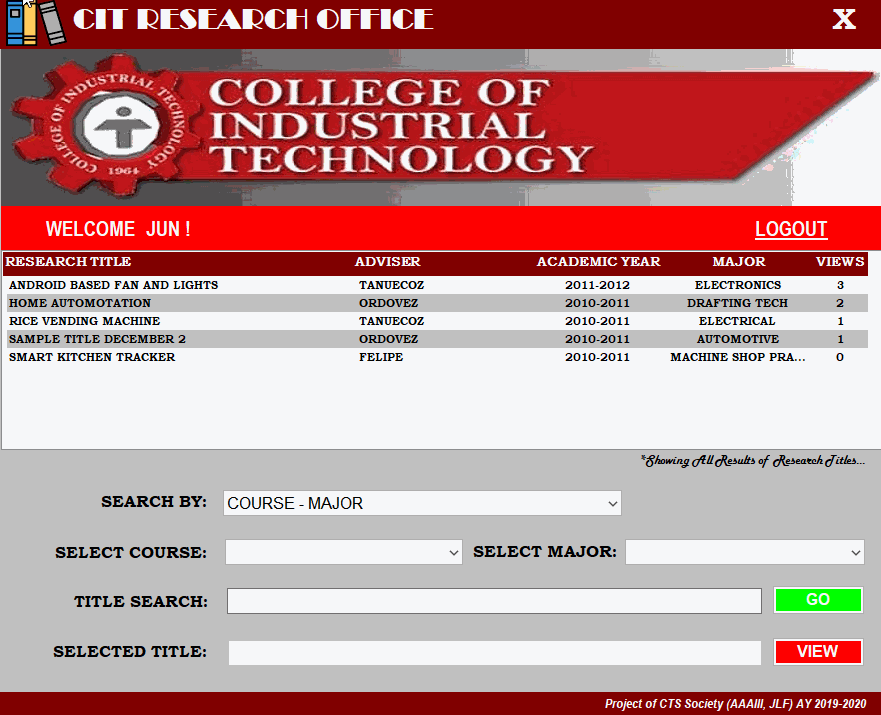 CIT RESEARCH OFFICE X
COLLEGE OF INDUSTRIAL TECHNOLOGY
1964
COLLEGE OF
INDUSTRIAL
TECHNOLOGY
WELCOME JUN ! LOGOUT
RESEARCH TITLE ADVISER ACADEMIC YEAR MAJOR VIEWS
ANDROID BASED FAN AND LIGHTS TANUECOZ 2011-2012 ELECTRONICS 3
HOME AUTOMOTATION ORDOVEZ 2010-2011 DRAFTING TECH 2
RICE VENDING MACHINE TANUECOZ 2010-2011 ELECTRICAL 1
SAMPLE TITLE DECEMBER 2 ORDOVEZ 2010-2011 AUTOMOTIVE 1
SMART KITCHEN TRACKER FELIPE 2010-2011 MACHINE SHOP PRA... 0
*Showing All Results of Research Titles...
SEARCH BY: COURSE - MAJOR
SELECT COURSE: SELECT MAJOR:
TITLE SEARCH: GO
SELECTED TITLE: VIEW
Project of CTS Society (AAAIII, JLF) AY 2019-2020